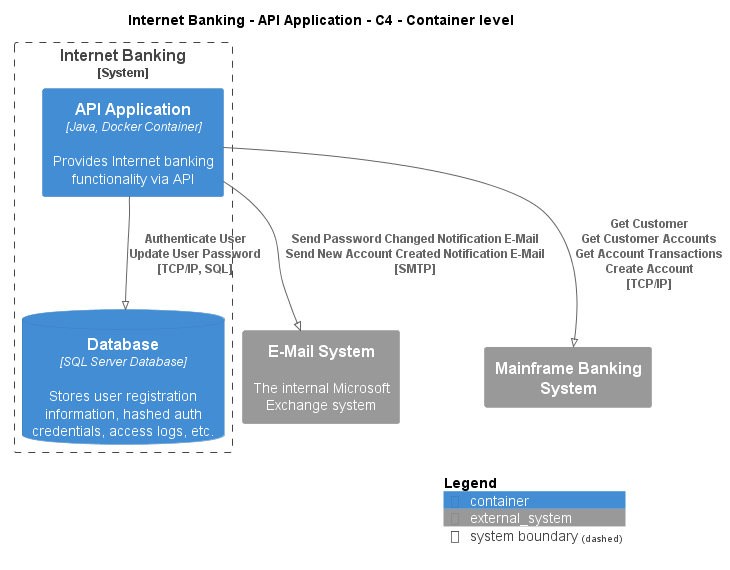 Internet Banking - API Application - C4 - Container level
Internet Banking
[System]
API Application
[Java, Docker Container]
Provides Internet banking
functionality via API
Authenticate User
Update User Password
[TCP/IP, SQL]
Send Password Changed Notification E-Mail
Send New Account Created Notification E-Mail
[SMTP]
Get Customer
Get Customer Accounts
Get Account Transactions
Create Account
[TCP/IP]
Database
[SQL Server Database]
Stores user registration
information, hashed auth
credentials, access logs, etc.
E-Mail System
The internal Microsoft
Exchange system
Mainframe Banking
System
Legend
container
external_system
system boundary (dashed)